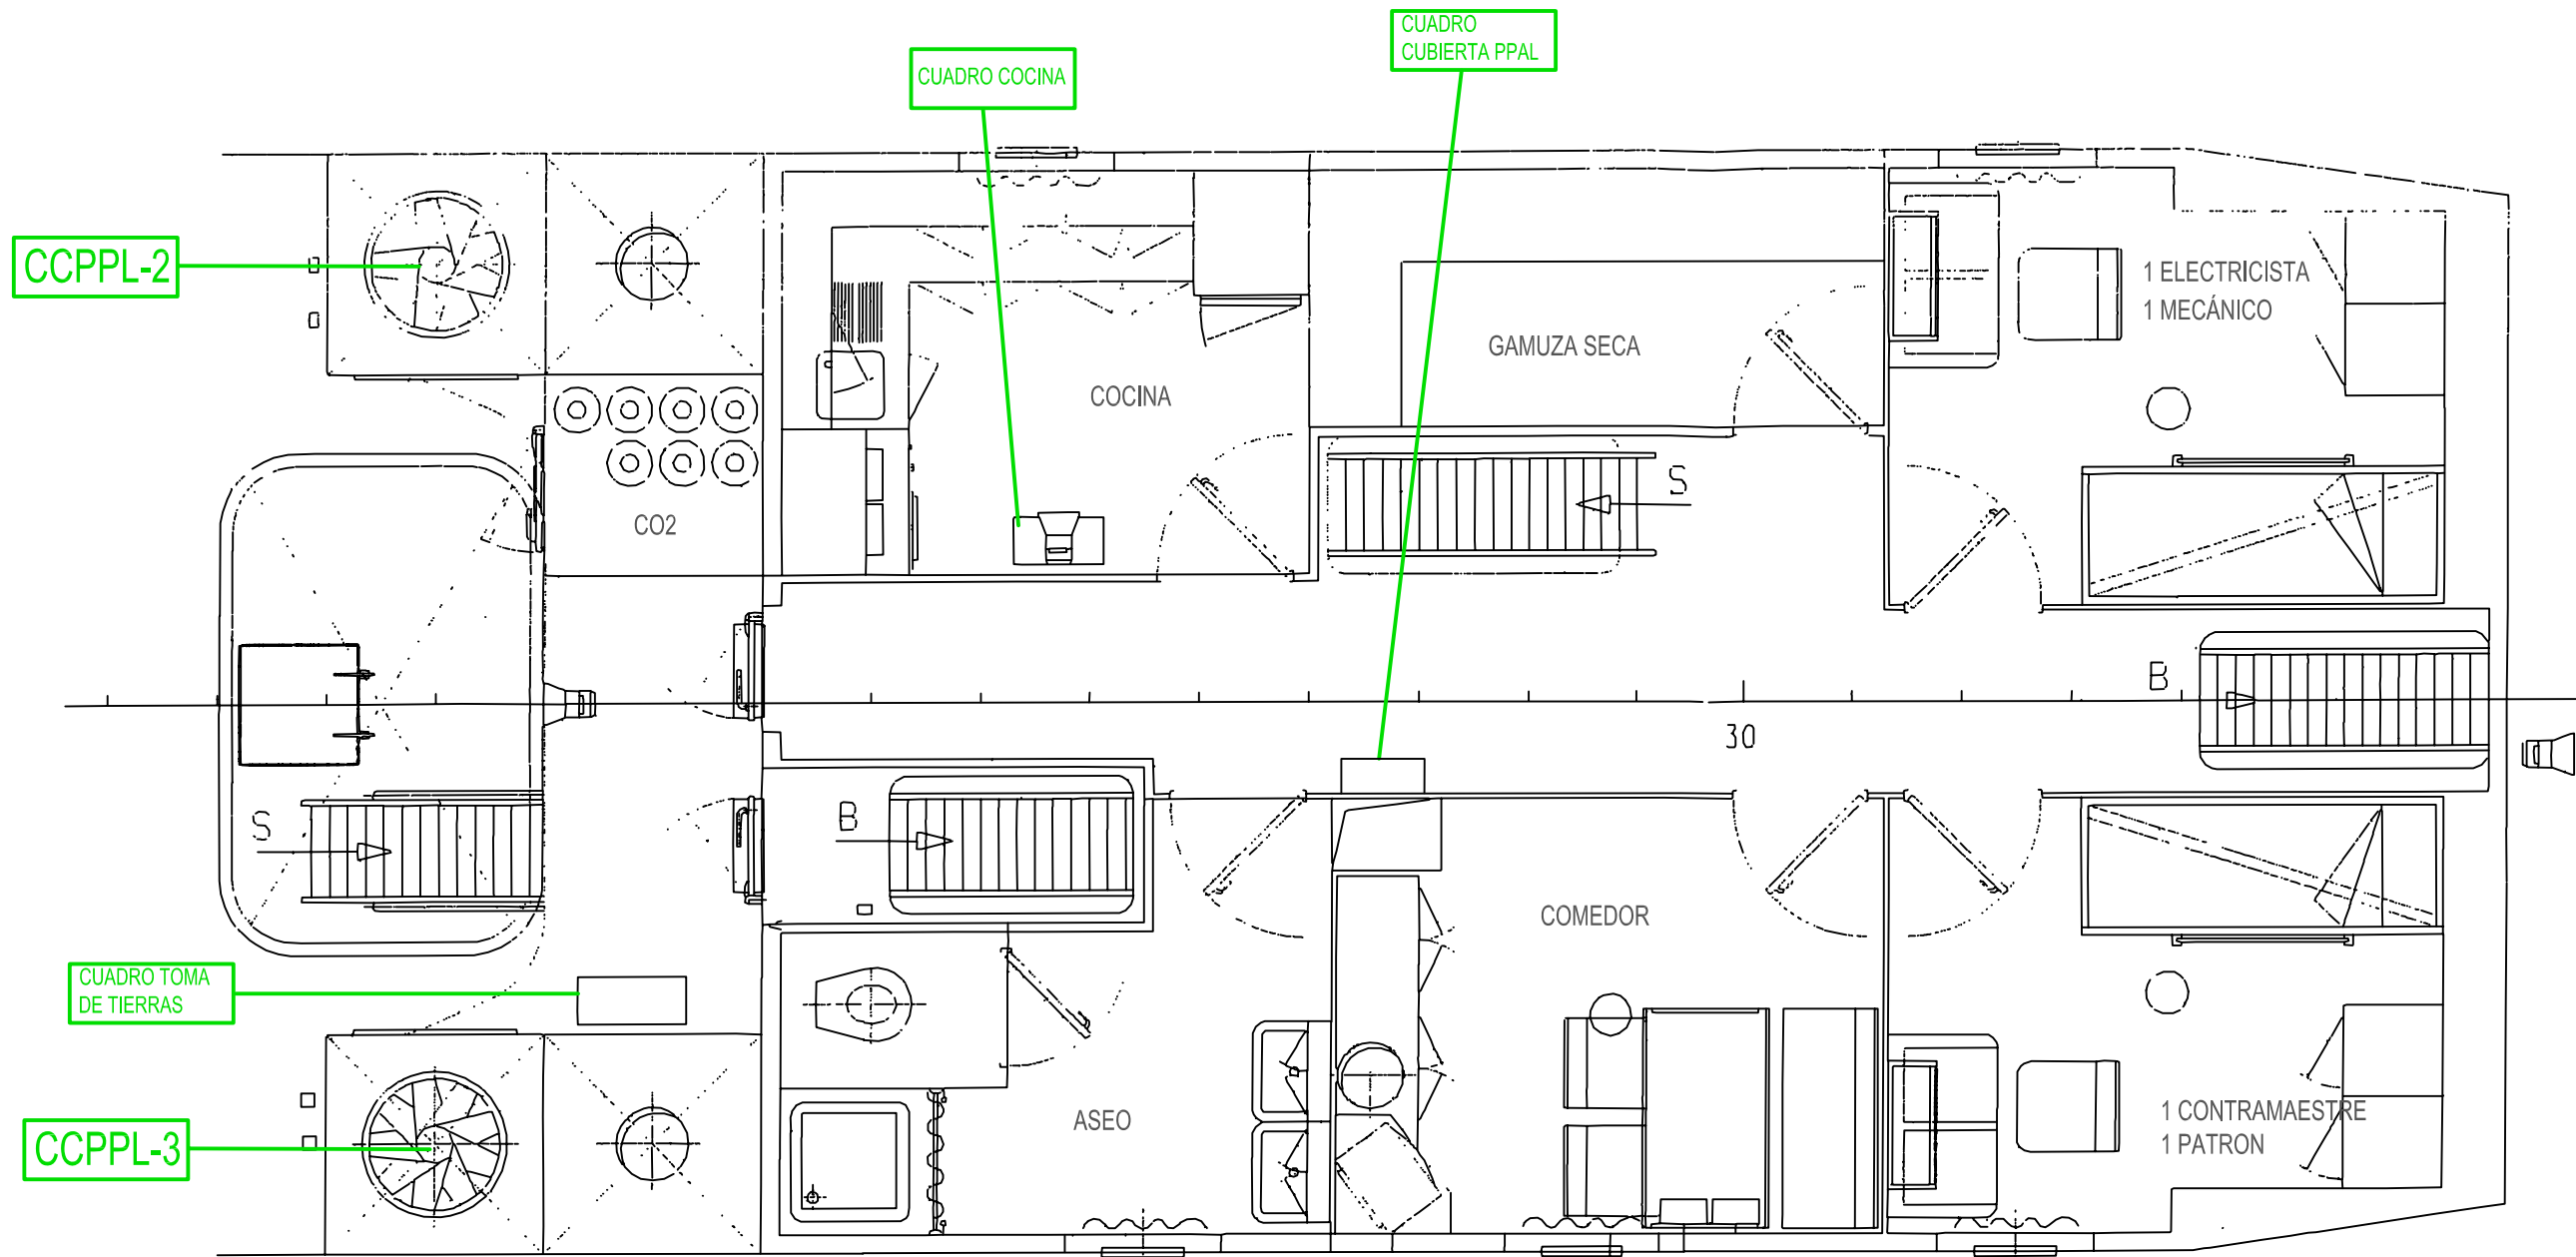 CUADRO
CUBIERTA PPAL
CUADRO COCINA
CCPPL-2
1 ELECTRICISTA
1 MECÁNICO
GAMUZA SECA
COCINA
S
CO2
B
30
S
B
COMEDOR
CUADRO TOMA
DE TIERRAS
ASEO
1 CONTRAMAESTRE
1 PATRON
CCPPL-3